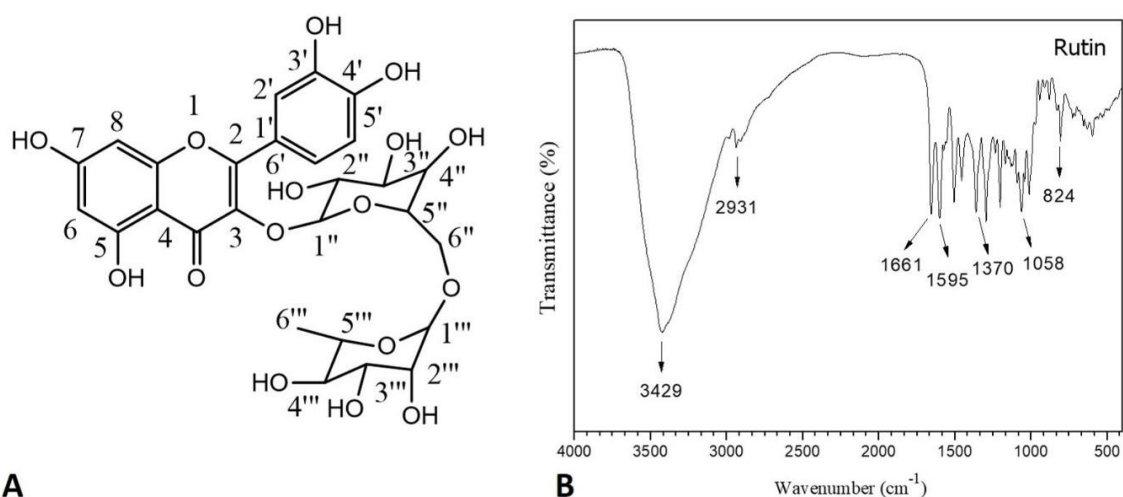 OH
3'
4'
OH
2'
1
8
HO
7
O
2
1'
5'
6'
OH
OH
2''
3''
4''
HO
6
5
4
3
O
O
5''
1''
6''
OH
O
O
6'''
5'''
O
1'''
HO
4'''
3'''
2'''
HO
OH
A
B
Rutin
Transmittance (%)
2931
824
1661
1595
1370
1058
3429
4000
3500
3000
2500
2000
1500
1000
500
Wavenumber (cm⁻¹)